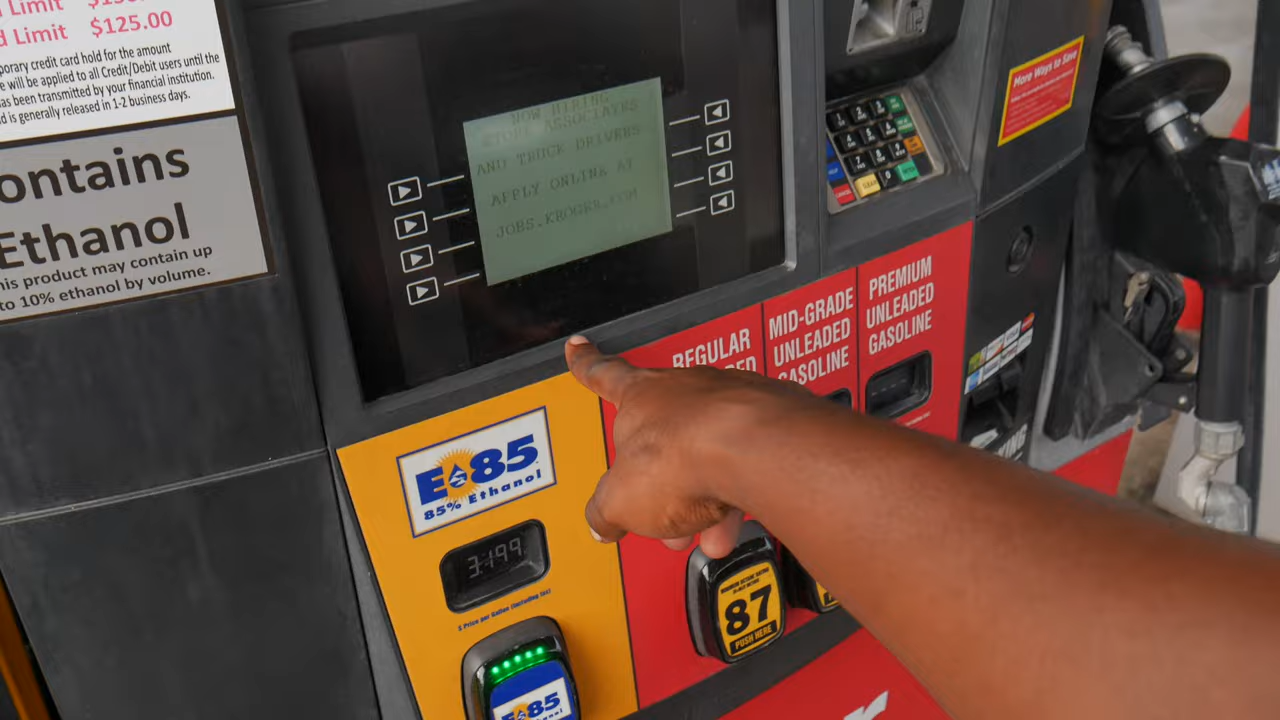 Limit
d Limit $125.00
porary credit card hold for the amount
e will be applied to all Credit/Debit users until the
as been transmitted by your financial institution.
d is generally released in 1-2 business days.
ontains
Ethanol
his product may contain up
to 10% ethanol by volume.
NOW HIRING
STORE ASSOCIATES
AND TRUCK DRIVERS
APPLY ONLINE AT
JOBS.KROGER.COM
More Ways to Save
REGULAR
MID-GRADE
UNLEADED
GASOLINE
PREMIUM
UNLEADED
GASOLINE
E85
85% Ethanol
3.199
$ Price per Gallon (including tax)
87
PUSH HERE
E85
Ethanol